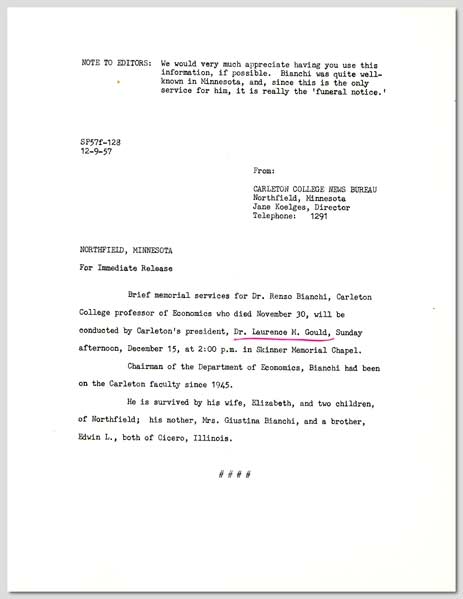 NOTE TO EDITORS: We would very much appreciate having you use this
information, if possible. Bianchi was quite well-
known in Minnesota, and, since this is the only
service for him, it is really the 'funeral notice.'
SP57f-128
12-9-57
From:
CARLETON COLLEGE NEWS BUREAU
Northfield, Minnesota
Jane Koelges, Director
Telephone: 1291
NORTHFIELD, MINNESOTA
For Immediate Release
Brief memorial services for Dr. Renzo Bianchi, Carleton
College professor of Economics who died November 30, will be
conducted by Carleton's president, Dr. Laurence M. Gould, Sunday
afternoon, December 15, at 2:00 p.m. in Skinner Memorial Chapel.
Chairman of the Department of Economics, Bianchi had been
on the Carleton faculty since 1945.
He is survived by his wife, Elizabeth, and two children,
of Northfield; his mother, Mrs. Giustina Bianchi, and a brother,
Edwin L., both of Cicero, Illinois.
# # # #